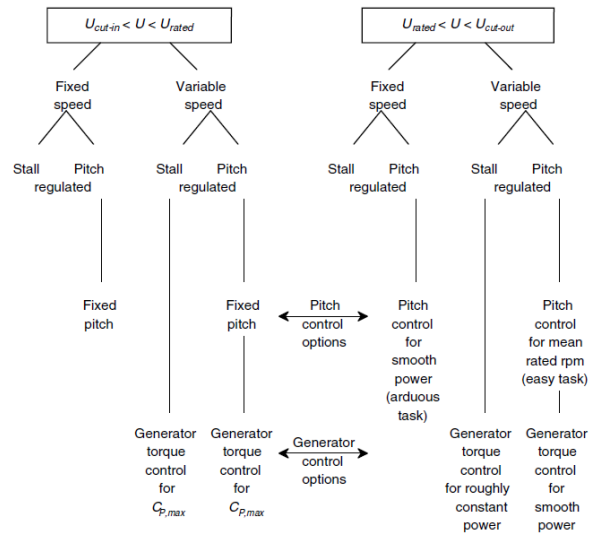 U_cut-in < U < U_rated
U_rated < U < U_cut-out
Fixed
speed
Variable
speed
Fixed
speed
Variable
speed
Stall Pitch
regulated
Stall Pitch
regulated
Stall Pitch
regulated
Stall Pitch
regulated
Fixed
pitch
Fixed
pitch
Pitch
control
options
Pitch
control
for
smooth
power
(arduous
task)
Pitch
control
for mean
rated rpm
(easy task)
Generator
torque
control
for
C_P,max
Generator
torque
control
for
C_P,max
Generator
control
options
Generator
torque
control
for roughly
constant
power
Generator
torque
control
for
smooth
power